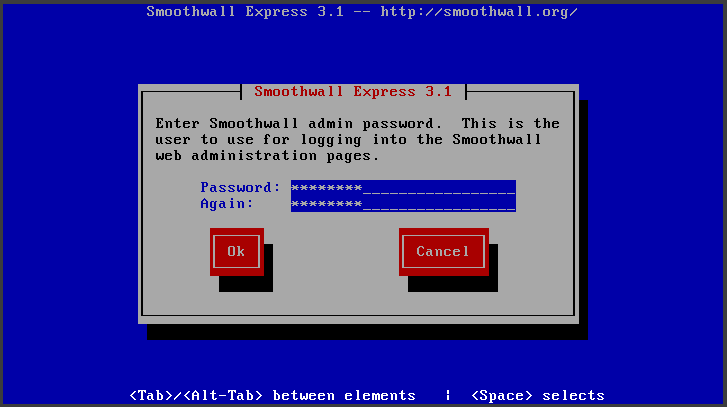 Smoothwall Express 3.1 -- http://smoothwall.org/
Smoothwall Express 3.1
Enter Smoothwall admin password.  This is the
user to use for logging into the Smoothwall
web administration pages.
Password: ********_________________
Again: ********_________________
Ok Cancel
<Tab>/<Alt-Tab> between elements | <Space> selects